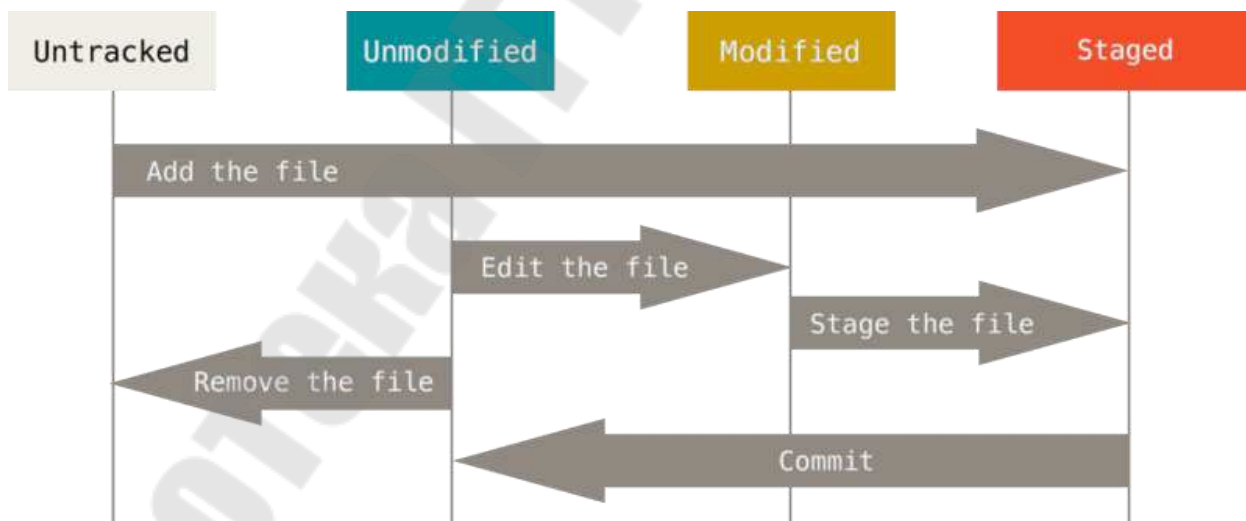 Untracked
Unmodified
Modified
Staged
Add the file
Edit the file
Stage the file
Remove the file
Commit